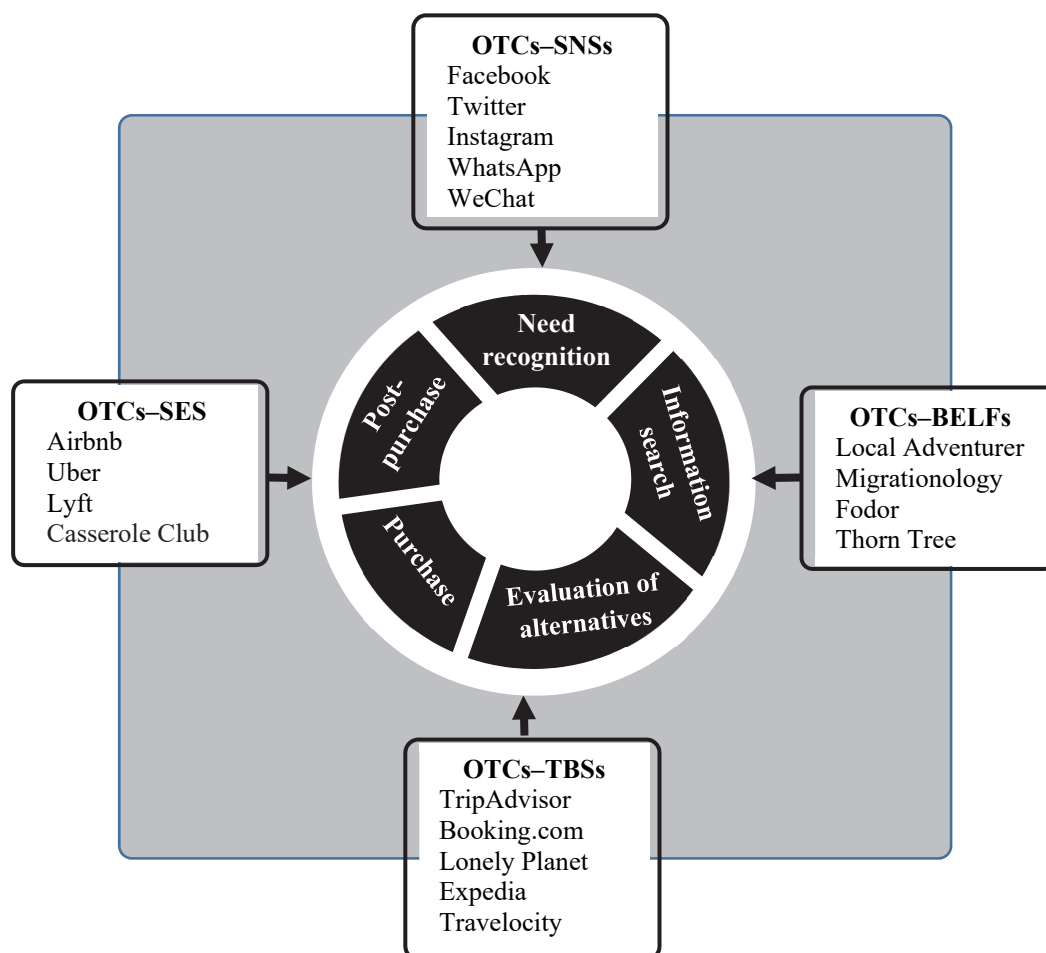 OTCs–SNSs
Facebook
Twitter
Instagram
WhatsApp
WeChat
Need
recognition
Information
search
Evaluation of
alternatives
Purchase
Post-
purchase
OTCs–SES
Airbnb
Uber
Lyft
Casserole Club
OTCs–BELFs
Local Adventurer
Migrationology
Fodor
Thorn Tree
OTCs–TBSs
TripAdvisor
Booking.com
Lonely Planet
Expedia
Travelocity